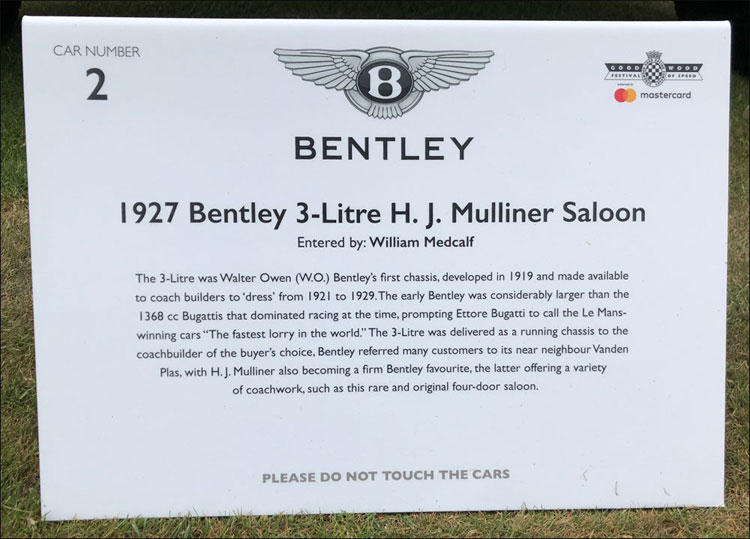 CAR NUMBER
2
B
BENTLEY
GOODWOOD
FESTIVAL OF SPEED
mastercard
1927 Bentley 3-Litre H. J. Mulliner Saloon
Entered by: William Medcalf
The 3-Litre was Walter Owen (W.O.) Bentley's first chassis, developed in 1919 and made available
to coach builders to 'dress' from 1921 to 1929. The early Bentley was considerably larger than the
1368 cc Bugattis that dominated racing at the time, prompting Ettore Bugatti to call the Le Mans-
winning cars "The fastest lorry in the world." The 3-Litre was delivered as a running chassis to the
coachbuilder of the buyer's choice, Bentley referred many customers to its near neighbour Vanden
Plas, with H. J. Mulliner also becoming a firm Bentley favourite, the latter offering a variety
of coachwork, such as this rare and original four-door saloon.
PLEASE DO NOT TOUCH THE CARS